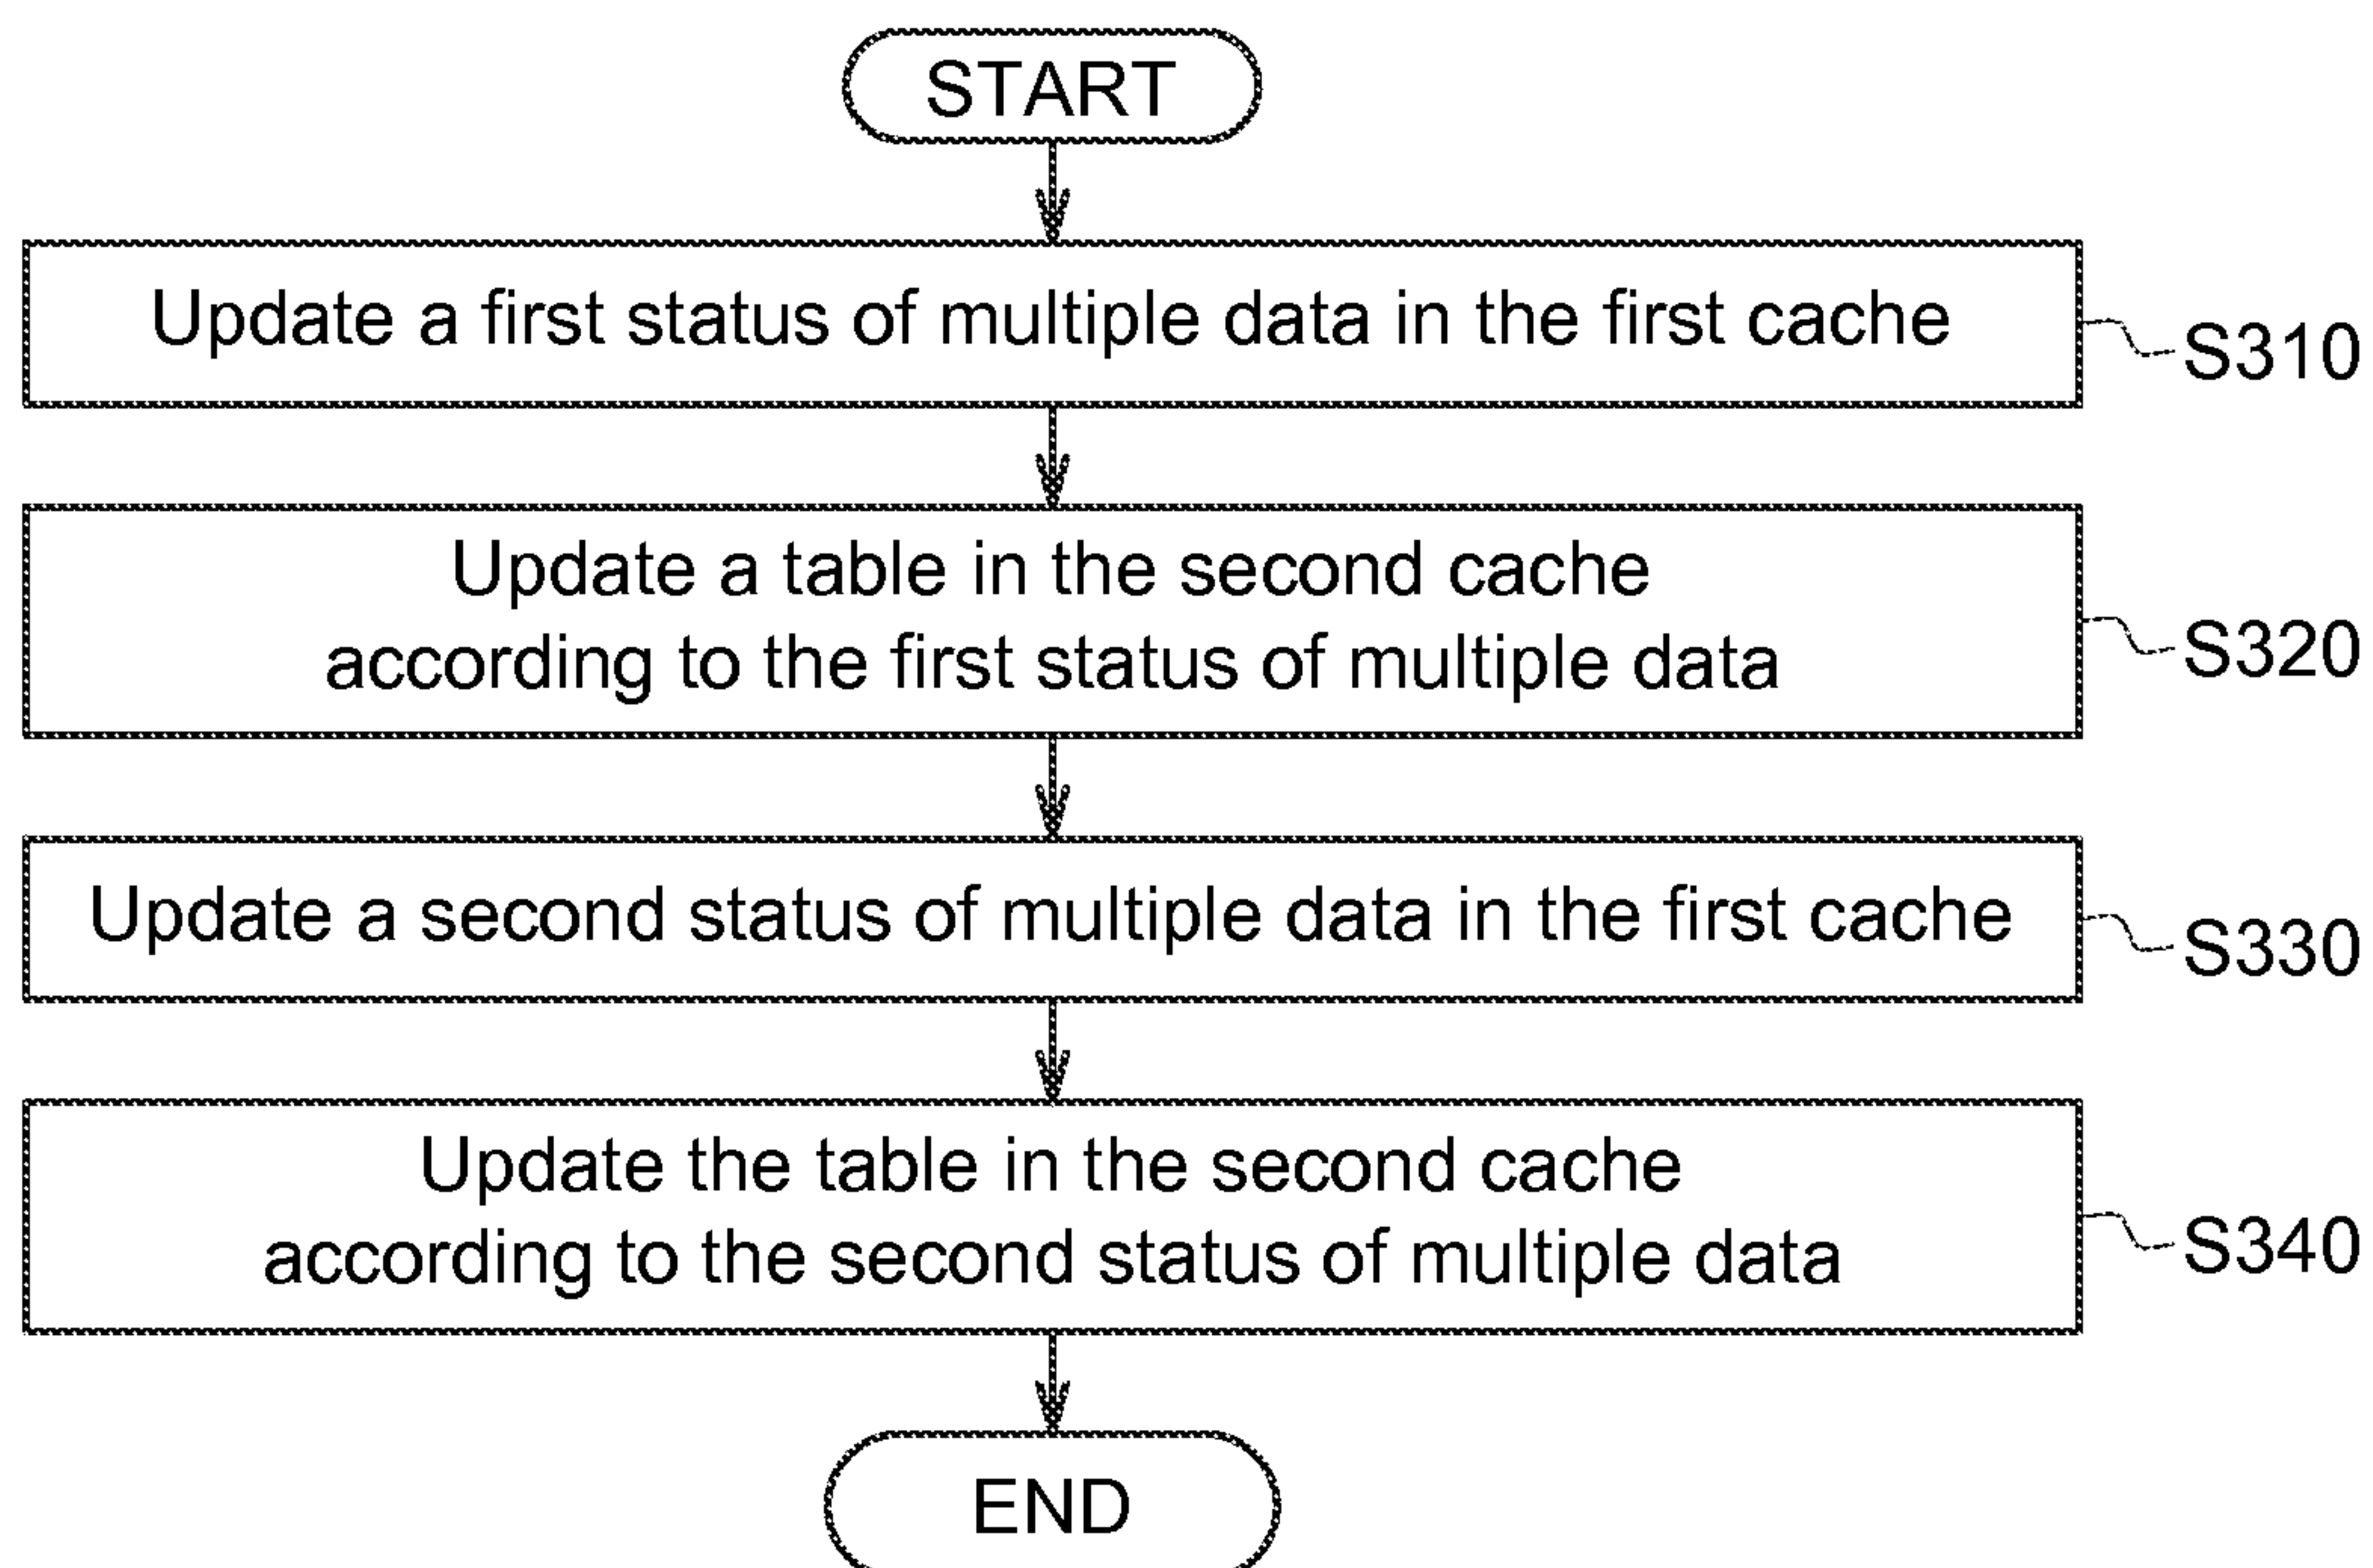 START
Update a first status of multiple data in the first cache
S310
Update a table in the second cache
according to the first status of multiple data
S320
Update a second status of multiple data in the first cache
S330
Update the table in the second cache
according to the second status of multiple data
S340
END